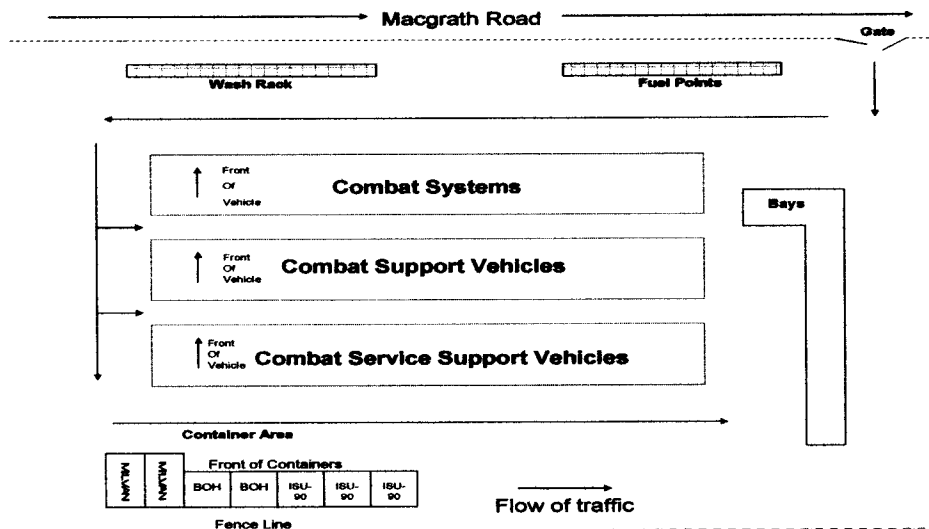 Macgrath Road
Gate
Wash Rack
Fuel Points
Front
Of
Vehicle
Combat Systems
Bays
Front
Of
Vehicle
Combat Support Vehicles
Front
Of
Vehicle
Combat Service Support Vehicles
Container Area
Front of Containers
MILVAN
MILVAN
BOH
BOH
ISU-
90
ISU-
90
ISU-
90
Flow of traffic
Fence Line